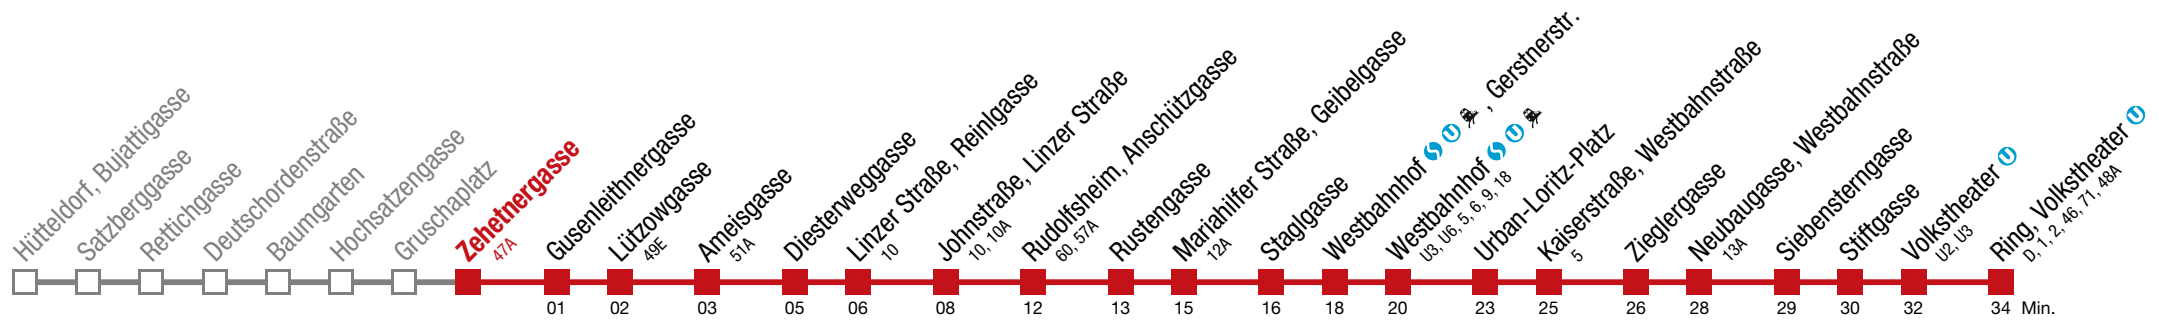 Hütteldorf, Bujattigasse
Satzberggasse
Rettichgasse
Deutschordenstraße
Baumgarten
Hochsatzengasse
Gruschaplatz
Zehetnergasse
47A
Gusenleithnergasse
Lützowgasse
49E
Ameisgasse
51A
Diesterweggasse
Linzer Straße, Reinlgasse
10
Johnstraße, Linzer Straße
10, 10A
Rudolfsheim, Anschützgasse
60, 57A
Rustengasse
Mariahilfer Straße, Geibelgasse
12A
Staglgasse
Westbahnhof S U , Gerstnerstr.
Westbahnhof S U
U3, U6, 5, 6, 9, 18
Urban-Loritz-Platz
Kaiserstraße, Westbahnstraße
5
Zieglergasse
Neubaugasse, Westbahnstraße
13A
Siebensterngasse
Stiftgasse
Volkstheater U
U2, U3
Ring, Volkstheater U
D, 1, 2, 46, 71, 48A
01 02 03 05 06 08 12 13 15 16 18 20 23 25 26 28 29 30 32 34 Min.